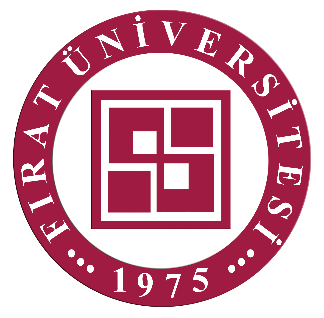 FIRAT ÜNİVERSİTESİ
••• 1975 •••